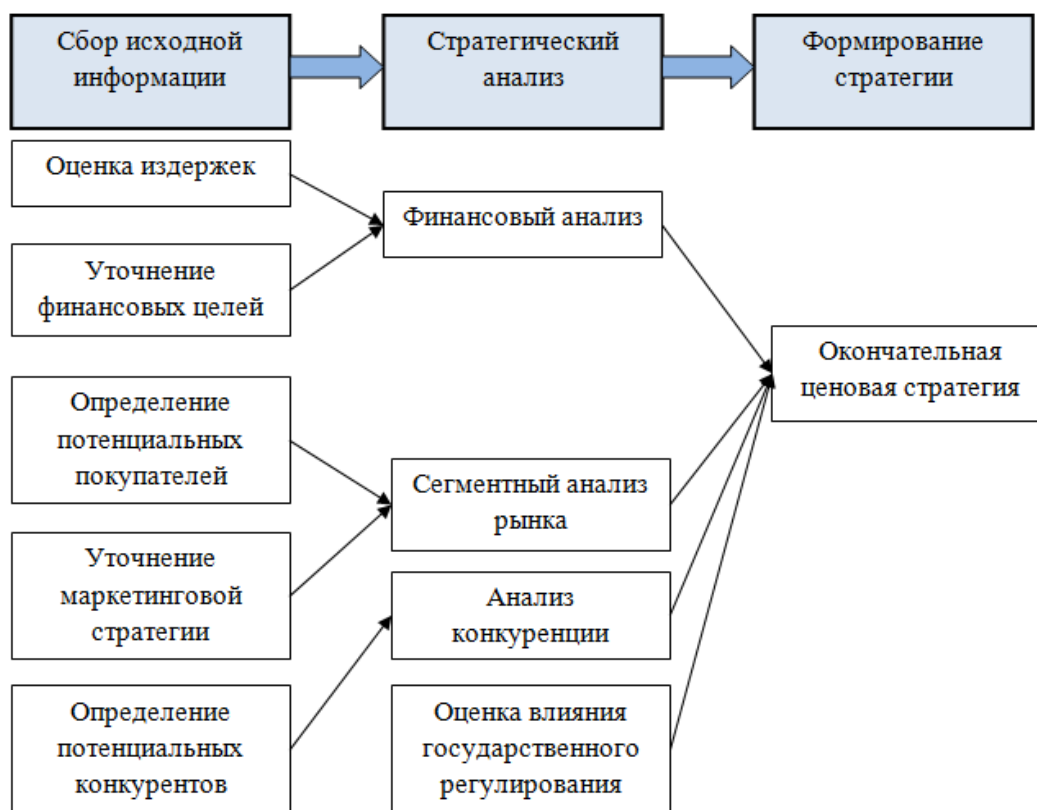 Сбор исходной
информации
Стратегический
анализ
Формирование
стратегии
Оценка издержек
Уточнение
финансовых целей
Определение
потенциальных
покупателей
Уточнение
маркетинговой
стратегии
Определение
потенциальных
конкурентов
Финансовый анализ
Сегментный анализ
рынка
Анализ
конкуренции
Оценка влияния
государственного
регулирования
Окончательная
ценовая стратегия